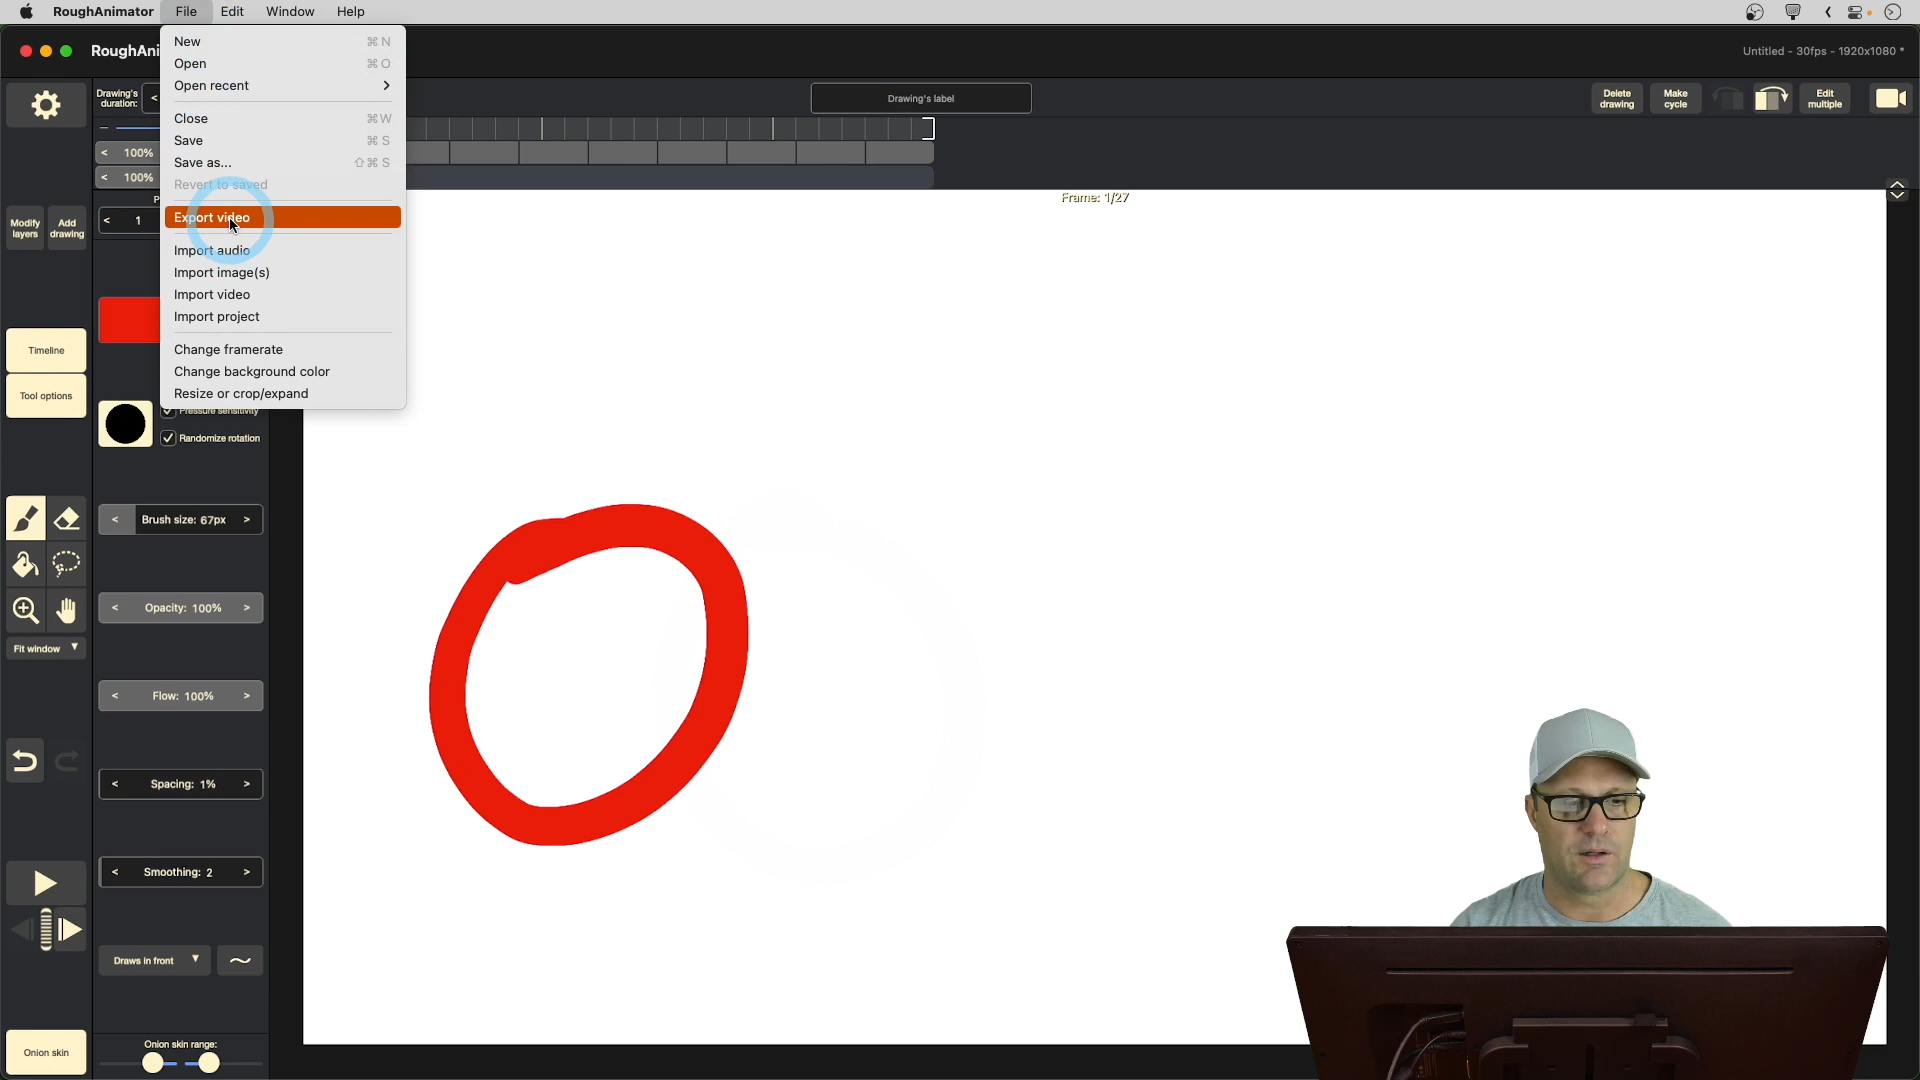 RoughAnimator File Edit Window Help
RoughAni
Untitled - 30fps - 1920x1080 *
New ⌘ N
Open ⌘ O
Open recent >
Close ⌘ W
Save ⌘ S
Save as... ⇧ ⌘ S
Revert to saved
Export video
Import audio
Import image(s)
Import video
Import project
Change framerate
Change background color
Resize or crop/expand
Drawing's
duration: <
Drawing's label
Delete
drawing
Make
cycle
Edit
multiple
< 100%
< 100%
Frame: 1/27
Modify
layers
Add
drawing
< 1
Timeline
Tool options
Pressure sensitivity
Randomize rotation
< Brush size: 67px >
< Opacity: 100% >
Fit window ▼
< Flow: 100% >
< Spacing: 1% >
< Smoothing: 2 >
Draws in front ▼
Onion skin
Onion skin range: